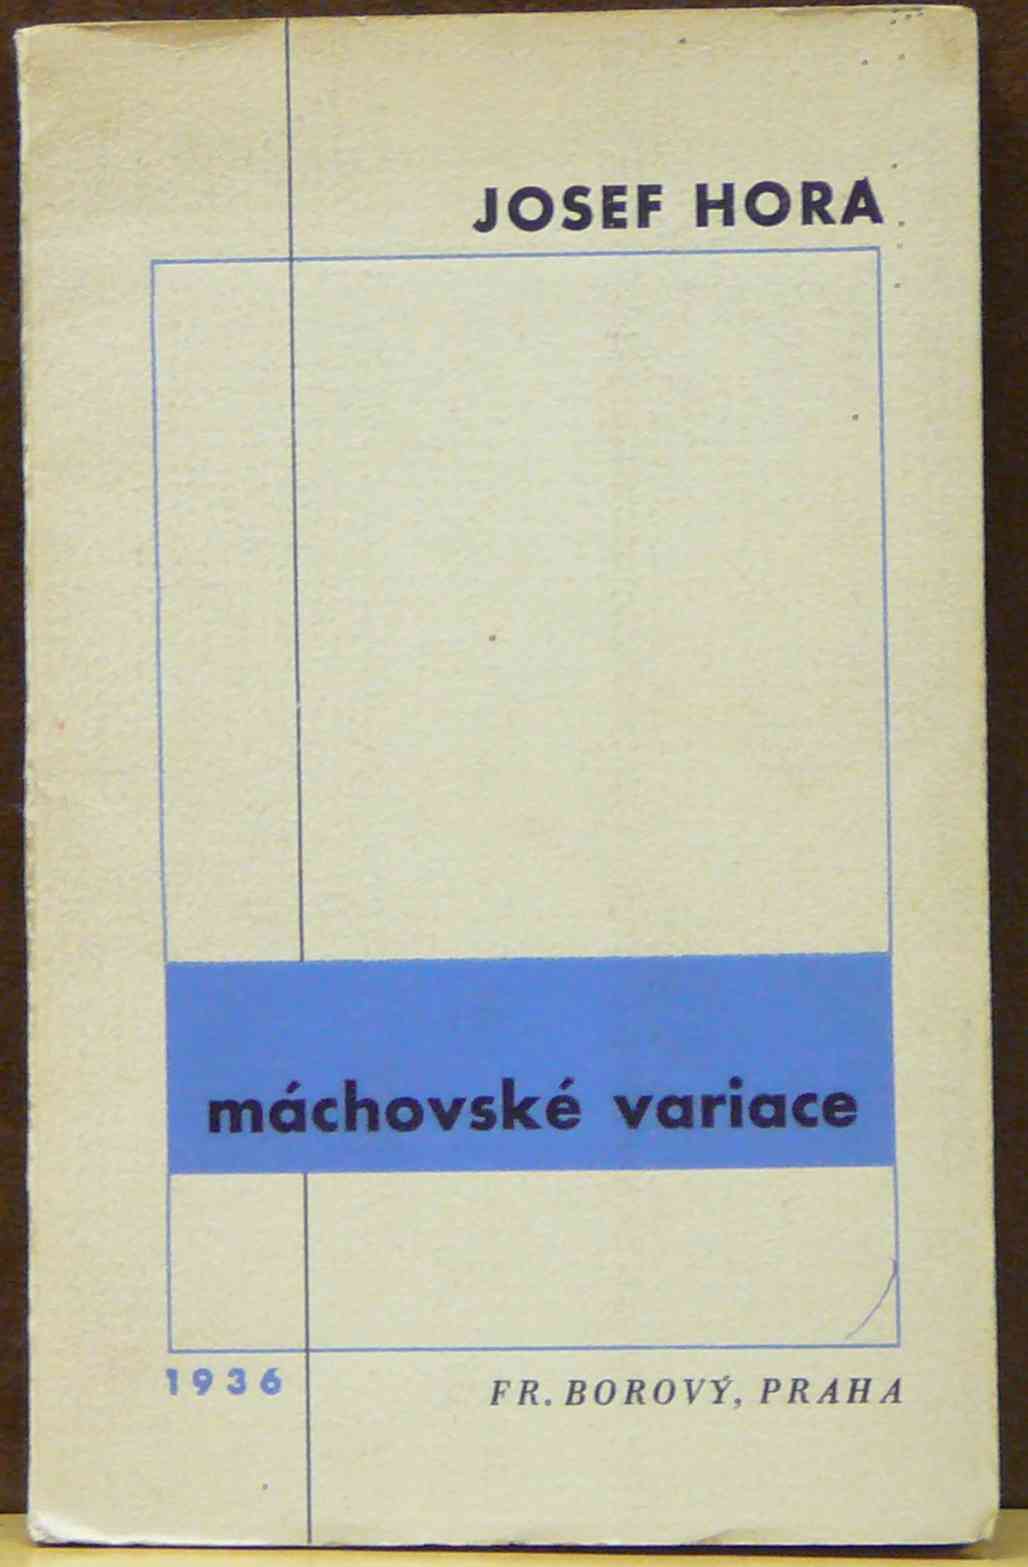 JOSEF HORA
máchovské variace
1936
FR. BOROVÝ, PRAHA